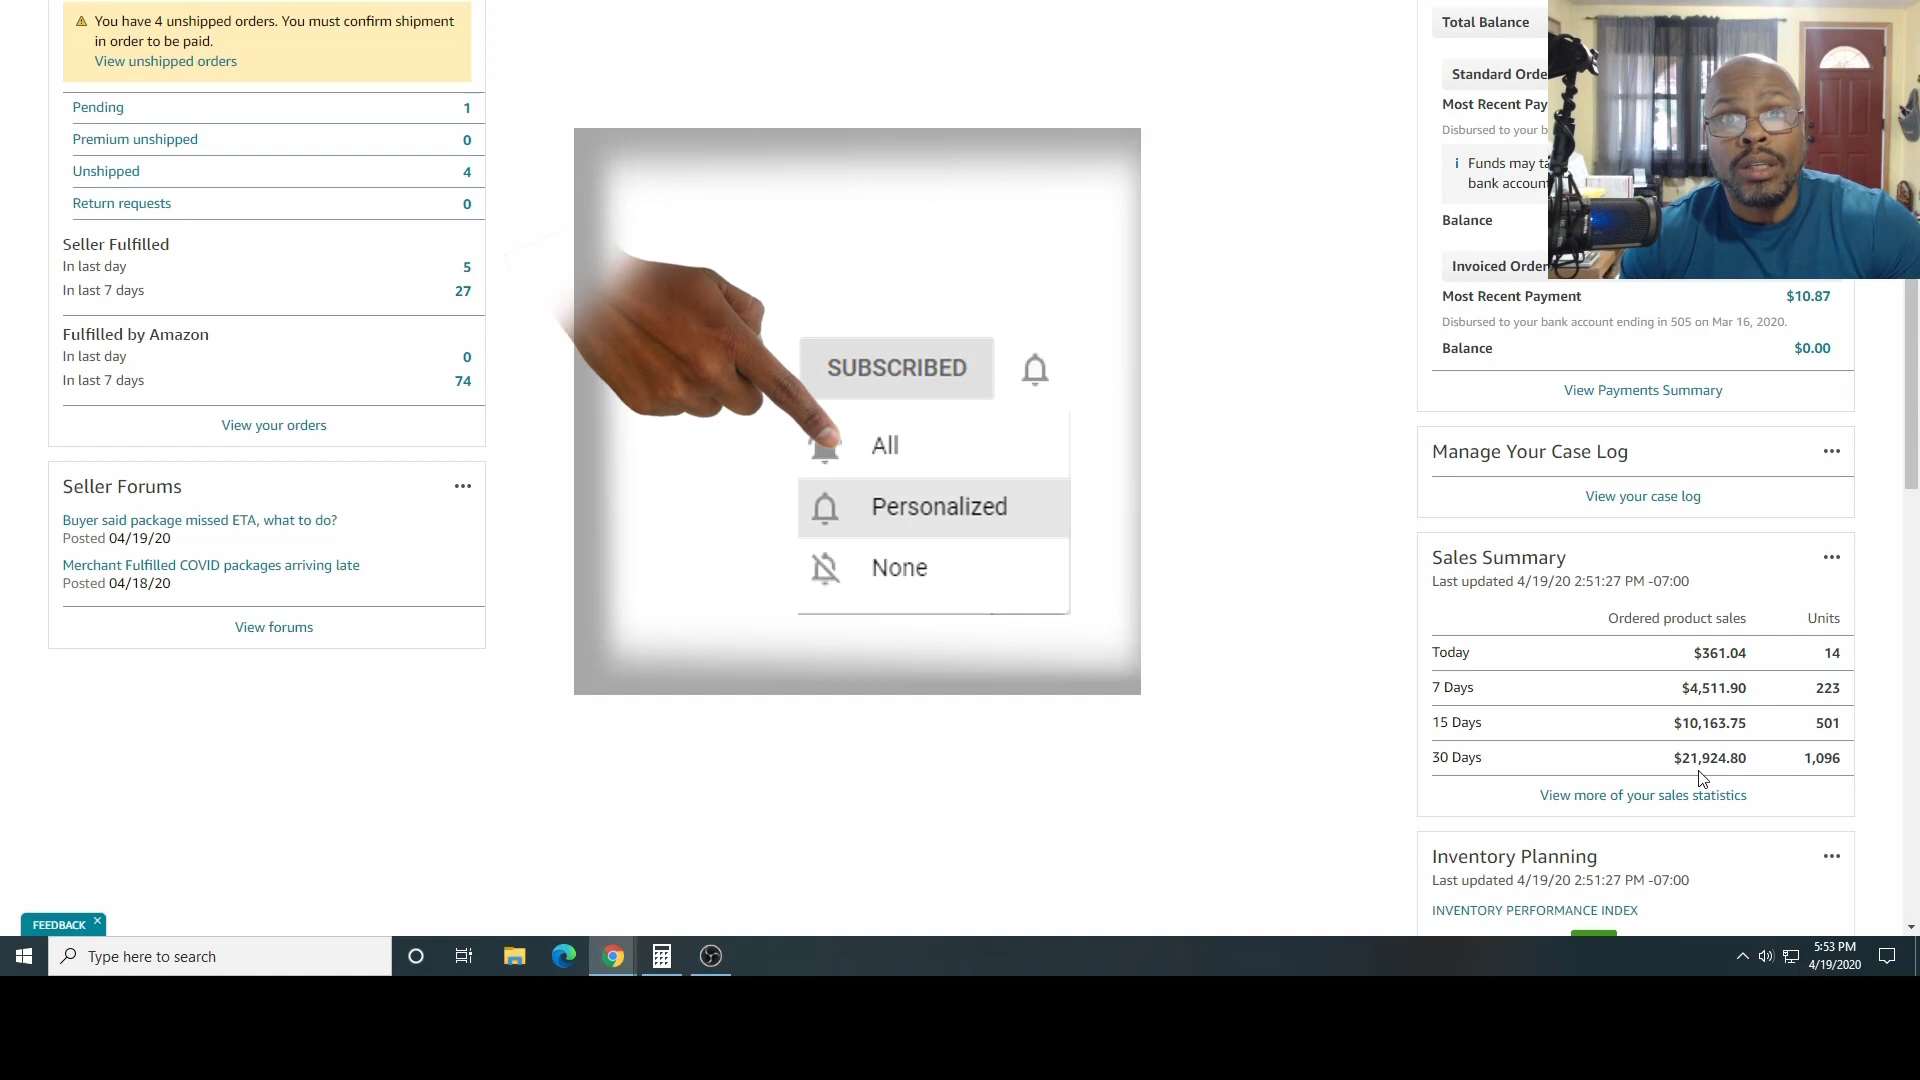 You have 4 unshipped orders. You must confirm shipment
in order to be paid.
View unshipped orders
Pending 1
Premium unshipped 0
Unshipped 4
Return requests 0
Seller Fulfilled
In last day 5
In last 7 days 27
Fulfilled by Amazon
In last day 0
In last 7 days 74
View your orders
Seller Forums
Buyer said package missed ETA, what to do?
Posted 04/19/20
Merchant Fulfilled COVID packages arriving late
Posted 04/18/20
View forums
SUBSCRIBED
All
Personalized
None
Total Balance
Standard Orde
Most Recent Pay
Disbursed to your b
i Funds may ta
bank account
Balance
Invoiced Order
Most Recent Payment $10.87
Disbursed to your bank account ending in 505 on Mar 16, 2020.
Balance $0.00
View Payments Summary
Manage Your Case Log
View your case log
Sales Summary
Last updated 4/19/20 2:51:27 PM -07:00
Ordered product sales Units
Today $361.04 14
7 Days $4,511.90 223
15 Days $10,163.75 501
30 Days $21,924.80 1,096
View more of your sales statistics
Inventory Planning
Last updated 4/19/20 2:51:27 PM -07:00
INVENTORY PERFORMANCE INDEX
FEEDBACK
Type here to search
5:53 PM
4/19/2020